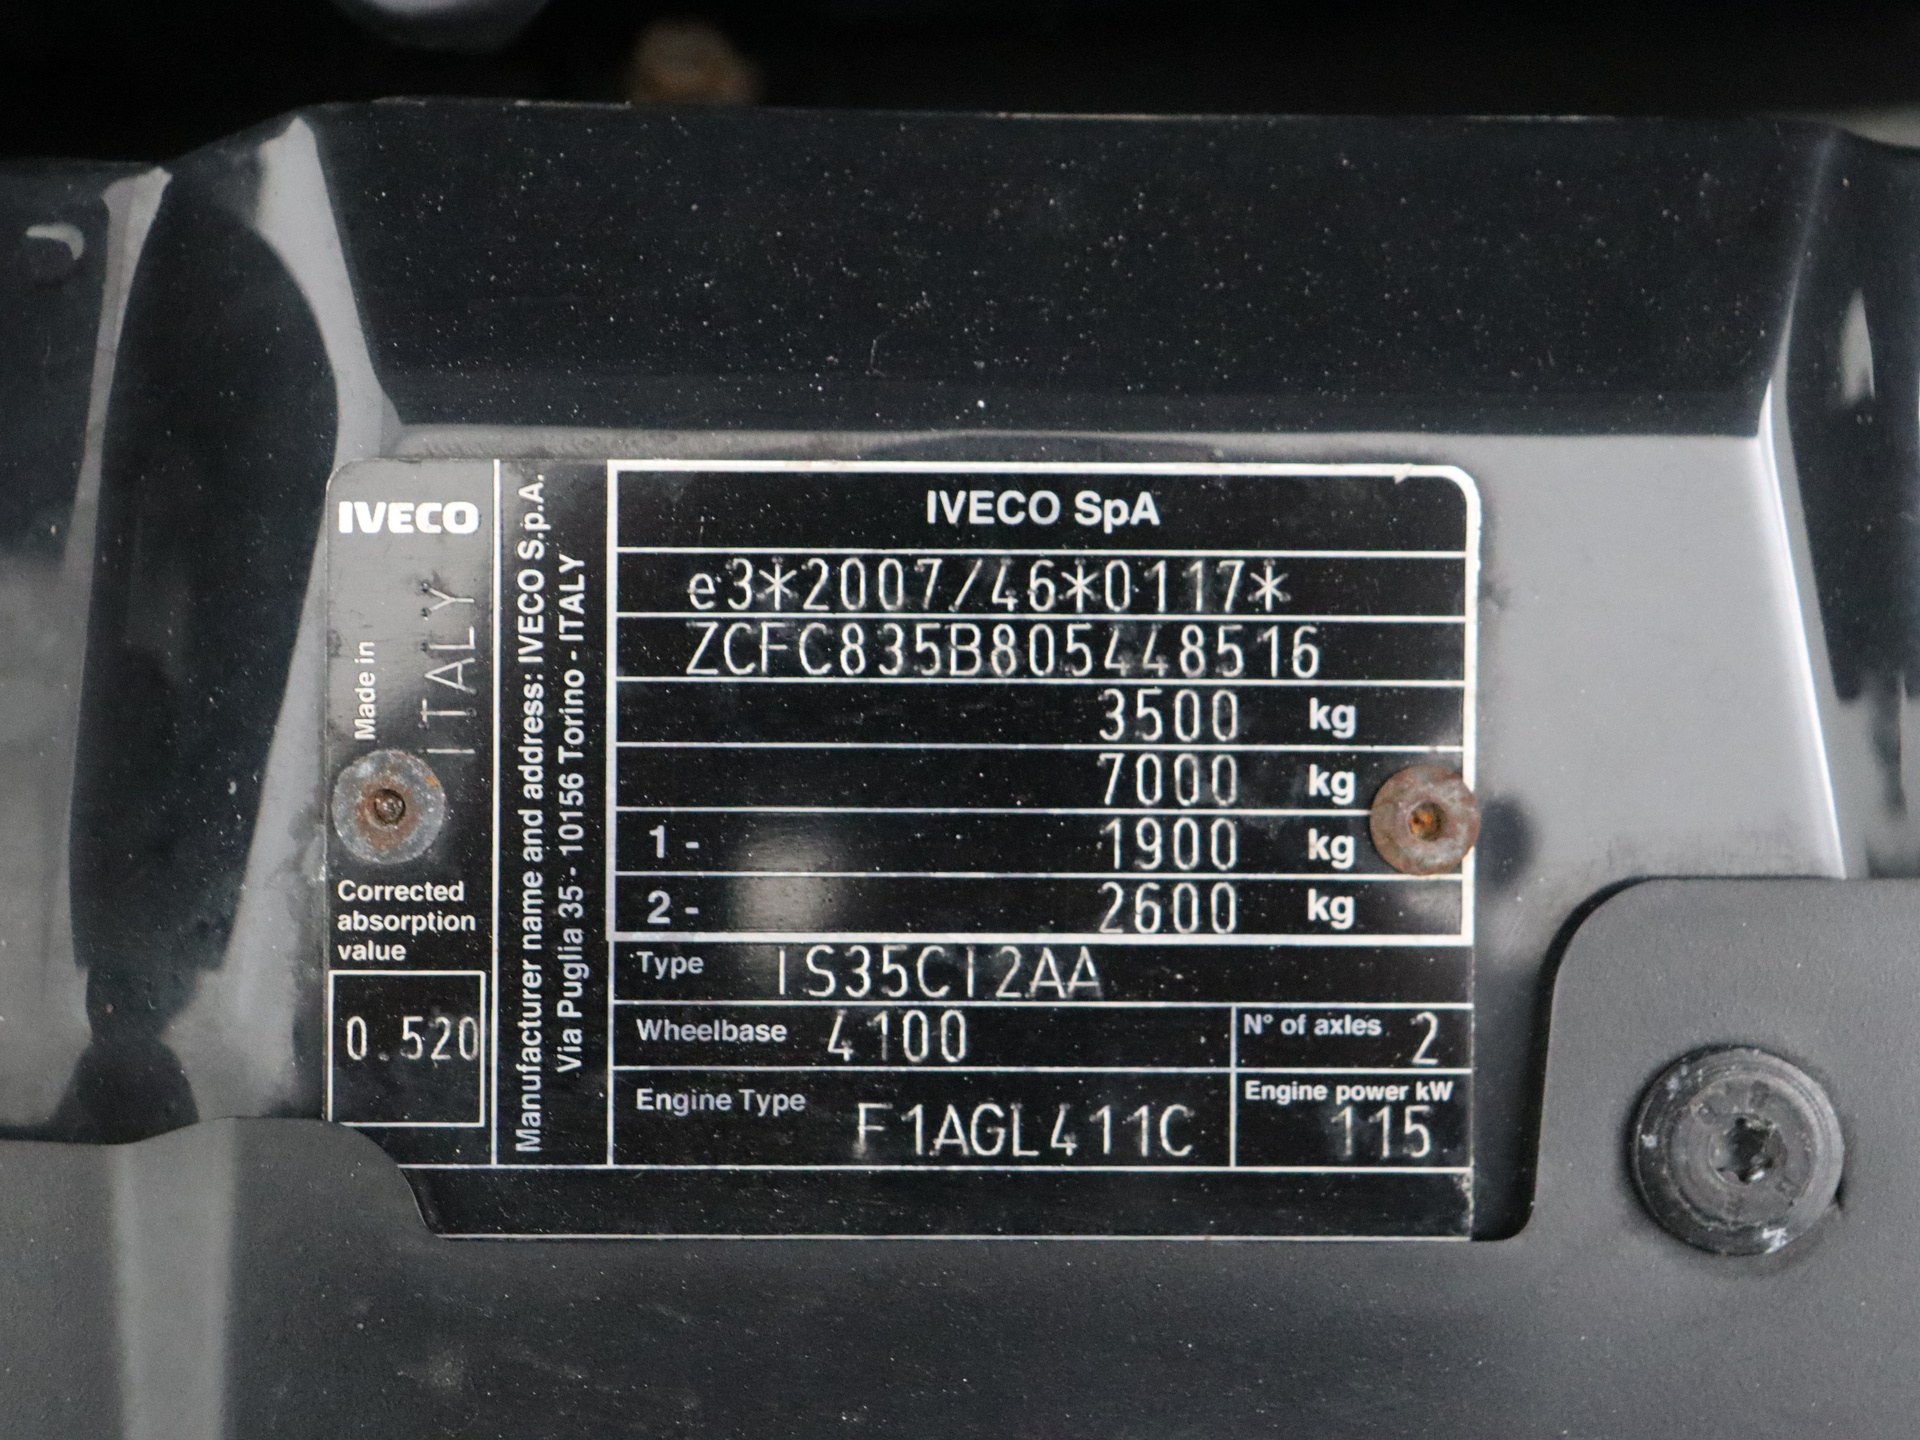 IVECO
Made in
ITALY
Corrected
absorption
value
0.520
Manufacturer name and address: IVECO S.p.A.
Via Puglia 35 - 10156 Torino - ITALY
IVECO SpA
e3*2007/46*0117*
ZCFC835B805448516
3500 kg
7000 kg
1 - 1900 kg
2 - 2600 kg
Type IS35CI2AA
Wheelbase 4100
N° of axles 2
Engine Type F1AGL411C
Engine power kW
115